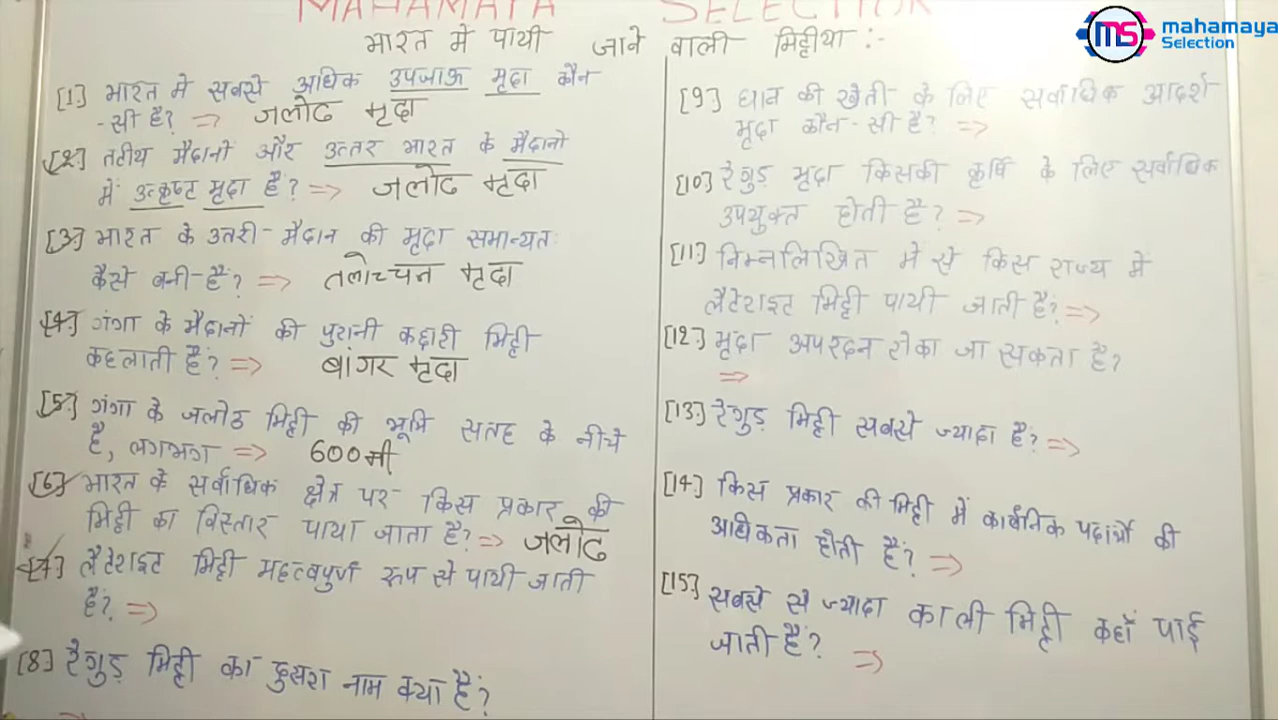 MAHAMAYA SELECTION
mahamaya
Selection
भारत में पायी जाने वाली मिट्टीया :-
[1.] भारत मे सबसे अधिक उपजाऊ मृदा कौन
-सी है? ⇒ जलोढ मृदा
[2.] तटीय मैदानों और उत्तर भारत के मैदानो
में उत्कृष्ट मृदा है? ⇒ जलोढ मृदा
[3.] भारत के उत्तरी-मैदान की मृदा समान्यतः
कैसे बनी-है? ⇒ तलोच्चन मृदा
[4.] गंगा के मैदानों की पुरानी कछारी मिट्टी
कहलाती है? ⇒ बांगर मृदा
[5.] गंगा के जलोठ मिट्टी की भूमि सतह के नीचे
है, लगभग ⇒ 600मी
[6.] भारत के सर्वाधिक क्षेत्र पर किस प्रकार की
मिट्टी का विस्तार पाया जाता है? ⇒ जलोढ
[7.] लैटेराइट मिट्टी महत्वपुर्ण रूप से पायी जाती
है? ⇒
[8.] रेगुड़ मिट्टी का दुसरा नाम क्या है?
[9.] धान की खेती के लिए सर्वाधिक आदर्श
मृदा कौन-सी है? ⇒
[10] रेगुड़ मृदा किसकी कृर्षि के लिए सर्वाधिक
उपयुक्त होती है? ⇒
[11.] निम्नलिखित में से किस राज्य में
लैटेराइट मिट्टी पायी जाती है? ⇒
[12.] मृदा अपरदन रोका जा सकता है?
⇒
[13.] रेगुड़ मिट्टी सबसे ज्यादा है? ⇒
[14.] किस प्रकार की मिट्टी में कार्बनिक पदार्थो की
अधिकता होती है? ⇒
[15.] सबसे से ज्यादा काली मिट्टी कहाँ पाई
जाती है? ⇒